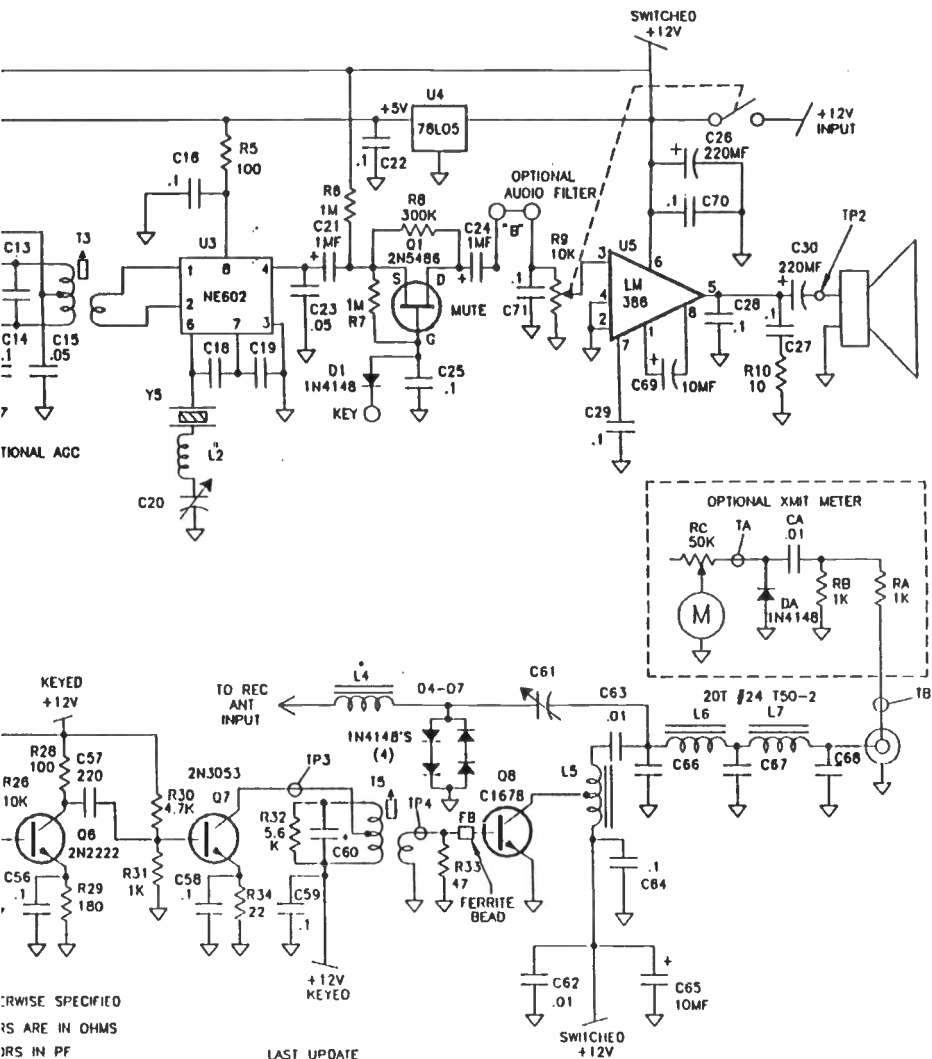 SWITCHED
+12V
+5V
U4
78L05
C22
.1
+12V
INPUT
C26
220MF
+
C70
.1
R5
100
C16
.1
R6
1M
R8
300K
OPTIONAL
AUDIO FILTER
"B"
C21
1MF
+
Q1
2N5486
C24
1MF
+
R9
10K
U5
LM
386
3
4
2
7
1
8
6
5
TP2
C30
220MF
+
C13
T3
U3
NE602
1
2
6
7
3
8
4
S
D
G
MUTE
C23
.05
1M
R7
C71
.1
C28
.1
.1
C27
C14
.1
C15
.05
C18
C19
D1
1N4148
KEY
C25
.1
C69
+
10MF
R10
10
Y5
C29
.1
7
TIONAL AGC
L2
C20
OPTIONAL XMIT METER
RC
50K
TA
CA
.01
RB
1K
RA
1K
M
DA
1N4148
TB
KEYED
+12V
TO REC
ANT
INPUT
L4
D4-D7
C61
C63
.01
20T #24 T50-2
L6
L7
1N4148'S
(4)
C66
C67
C68
R28
100
C57
220
R26
10K
R30
4.7K
2N3053
Q7
TP3
T5
TP4
FB
Q8
C1678
L5
Q6
2N2222
R32
5.6
K
+
C60
R33
47
FERRITE
BEAD
C56
.1
R29
180
R31
1K
C58
.1
R34
22
C59
.1
.1
C64
+12V
KEYED
C62
.01
+
C65
10MF
SWITCHED
+12V
ERWISE SPECIFIED
RS ARE IN OHMS
ORS IN PF
LAST UPDATE